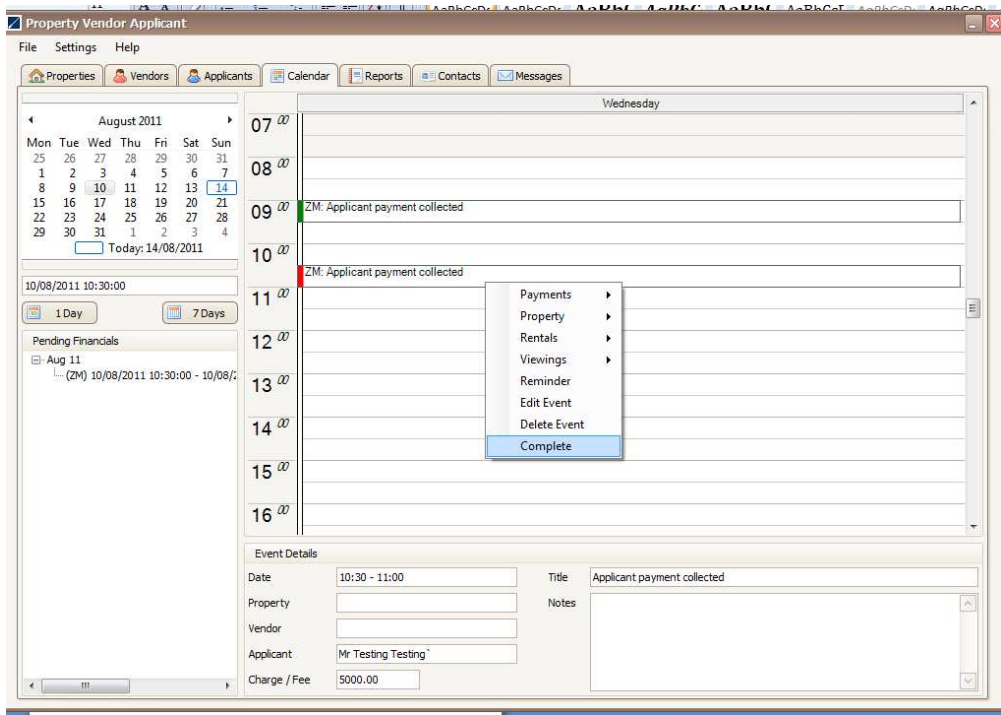 Property Vendor Applicant
File Settings Help
Properties Vendors Applicants Calendar Reports Contacts Messages
August 2011
Mon Tue Wed Thu Fri Sat Sun
25 26 27 28 29 30 31
1 2 3 4 5 6 7
8 9 10 11 12 13 14
15 16 17 18 19 20 21
22 23 24 25 26 27 28
29 30 31 1 2 3 4
Today: 14/08/2011
10/08/2011 10:30:00
1 Day 7 Days
Pending Financials
Aug 11
(ZM) 10/08/2011 10:30:00 - 10/08/2
Wednesday
07 00
08 00
09 00 ZM: Applicant payment collected
10 00
ZM: Applicant payment collected
11 00
12 00
13 00
14 00
15 00
16 00
Payments
Property
Rentals
Viewings
Reminder
Edit Event
Delete Event
Complete
Event Details
Date 10:30 - 11:00 Title Applicant payment collected
Property Notes
Vendor
Applicant Mr Testing Testing`
Charge / Fee 5000.00